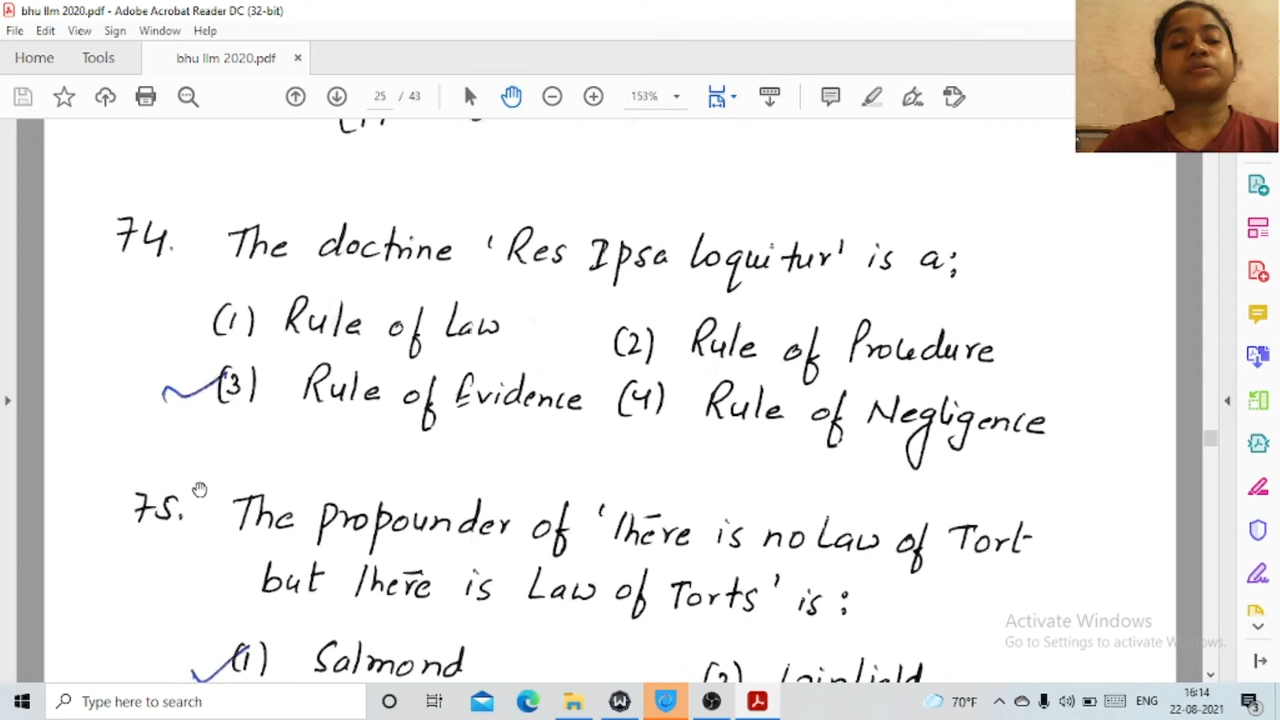 bhu llm 2020.pdf - Adobe Acrobat Reader DC (32-bit)
File Edit View Sign Window Help
Home Tools bhu llm 2020.pdf ×
25 / 43 153%
74. The doctrine 'Res Ipsa loquitur' is a;
(1) Rule of Law (2) Rule of Procedure
(3) Rule of Evidence (4) Rule of Negligence
75. The propounder of 'There is no Law of Tort
but There is Law of Torts' is :
(1) Salmond (2) Winfield
Activate Windows
Go to Settings to activate Windows.
Type here to search 70°F ENG 16:14
22-08-2021 3